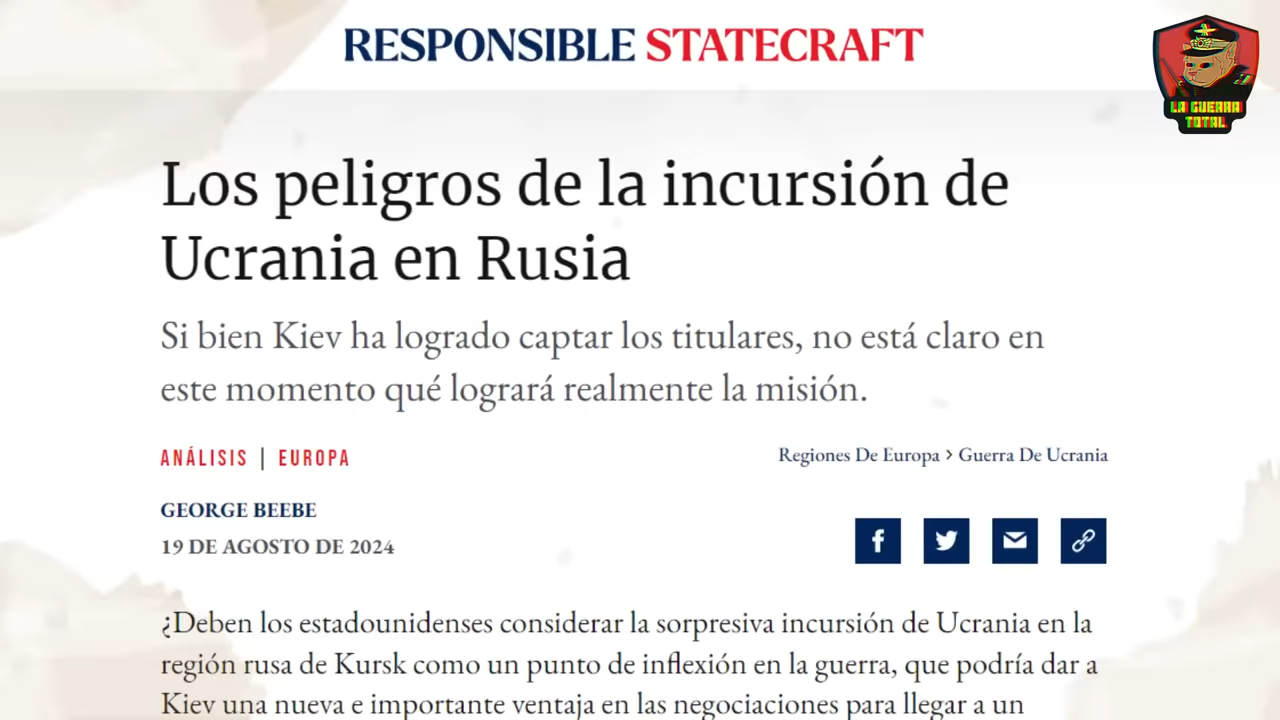 RESPONSIBLE STATECRAFT
LA GUERRA
TOTAL
Los peligros de la incursión de
Ucrania en Rusia
Si bien Kiev ha logrado captar los titulares, no está claro en
este momento qué logrará realmente la misión.
ANÁLISIS | EUROPA
Regiones De Europa > Guerra De Ucrania
GEORGE BEEBE
19 DE AGOSTO DE 2024
¿Deben los estadounidenses considerar la sorpresiva incursión de Ucrania en la
región rusa de Kursk como un punto de inflexión en la guerra, que podría dar a
Kiev una nueva e importante ventaja en las negociaciones para llegar a un